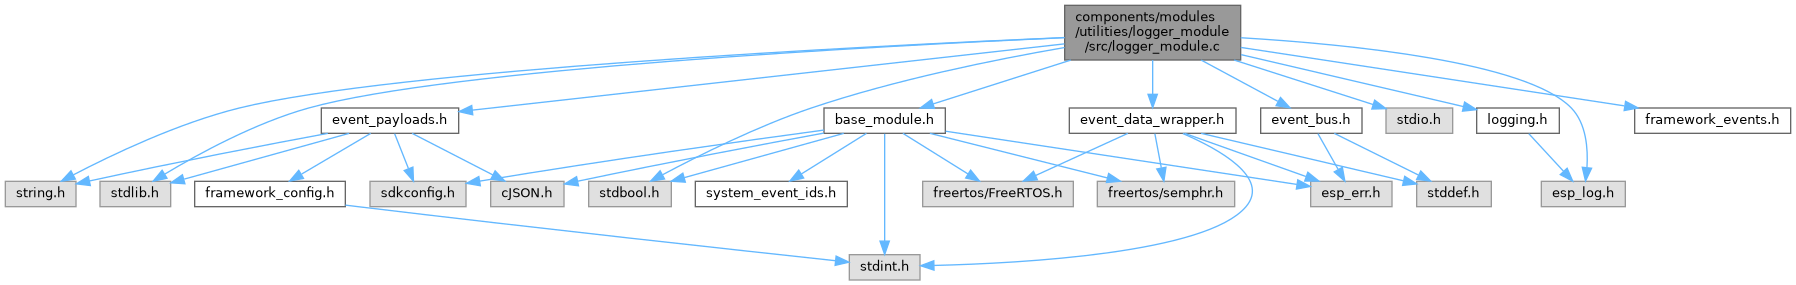 components/modules
/utilities/logger_module
/src/logger_module.c
event_payloads.h
base_module.h
event_data_wrapper.h
event_bus.h
stdio.h
logging.h
framework_events.h
string.h
stdlib.h
framework_config.h
sdkconfig.h
cJSON.h
stdbool.h
system_event_ids.h
freertos/FreeRTOS.h
freertos/semphr.h
esp_err.h
stddef.h
esp_log.h
stdint.h